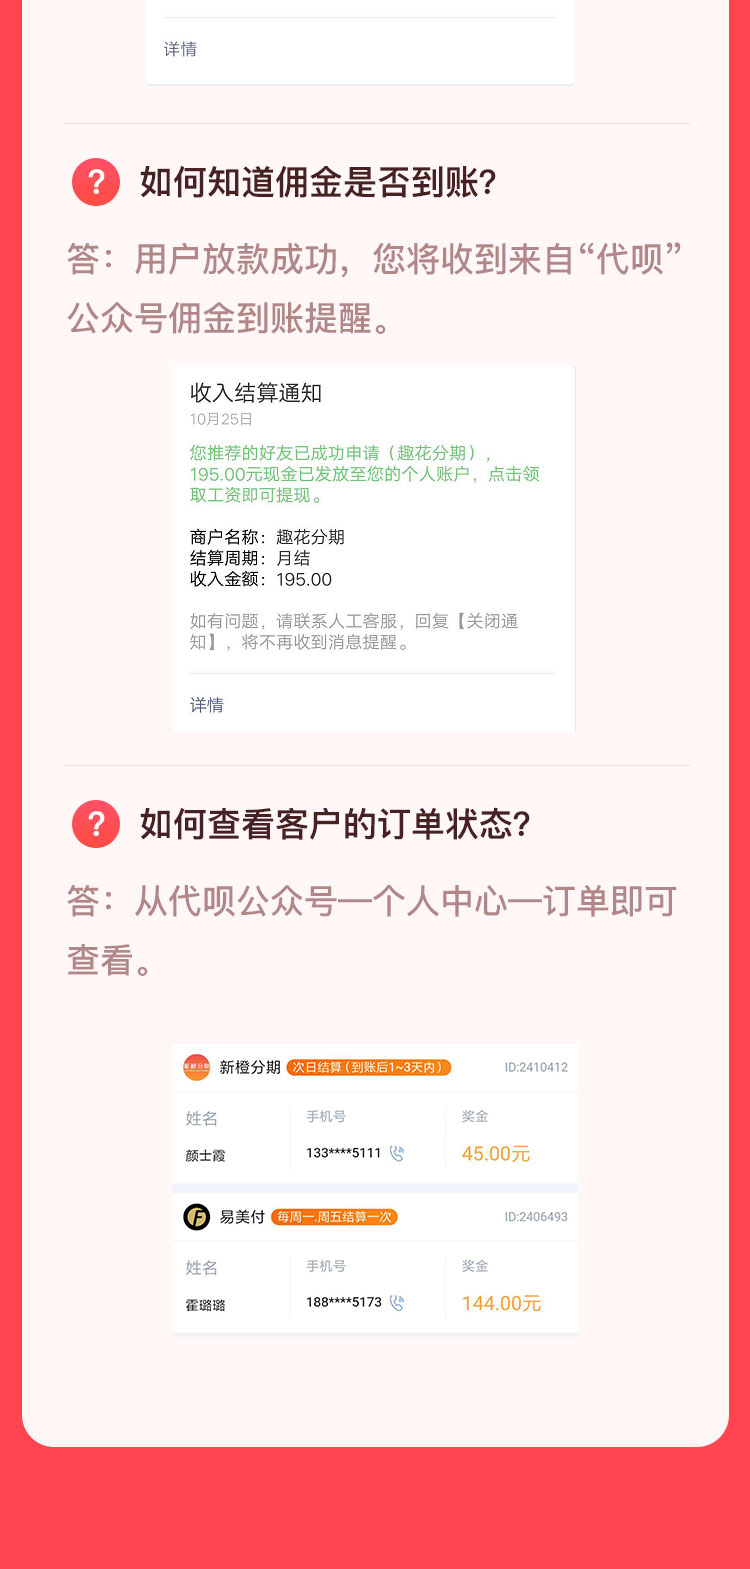 详情
? 如何知道佣金是否到账?
答：用户放款成功，您将收到来自“代呗”
公众号佣金到账提醒。
收入结算通知
10月25日
您推荐的好友已成功申请（趣花分期），
195.00元现金已发放至您的个人账户，点击领
取工资即可提现。
商户名称：趣花分期
结算周期：月结
收入金额：195.00
如有问题，请联系人工客服，回复【关闭通
知】，将不再收到消息提醒。
详情
? 如何查看客户的订单状态?
答：从代呗公众号—个人中心—订单即可
查看。
新橙分期 新橙分期 次日结算（到账后1~3天内） ID:2410412
姓名 手机号 奖金
颜士霞 133****5111 45.00元
易美付 每周一.周五结算一次 ID:2406493
姓名 手机号 奖金
霍璐璐 188****5173 144.00元